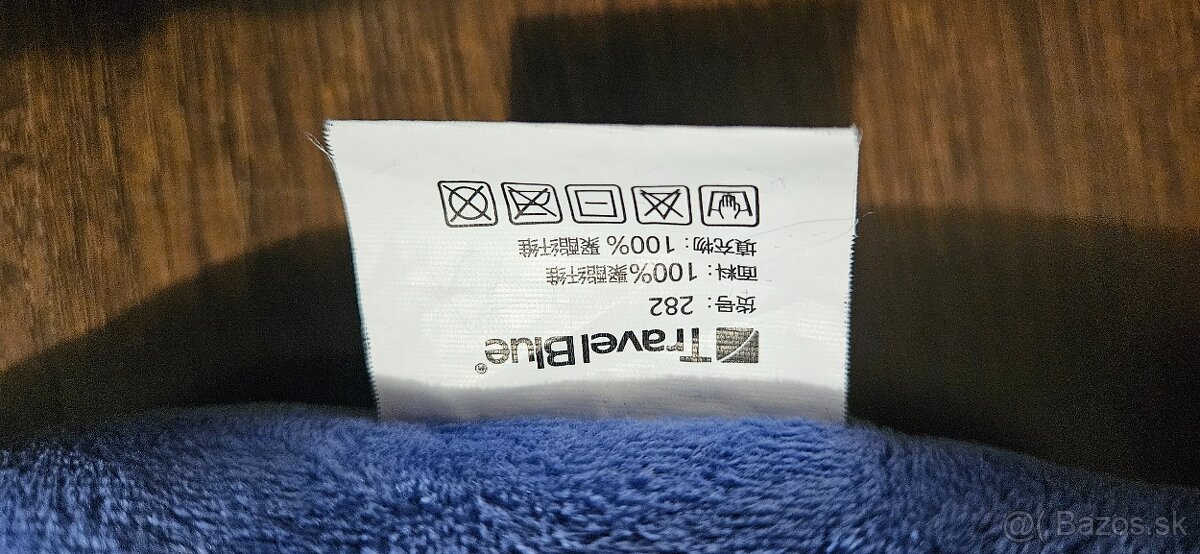 Travel Blue®
货号: 282
面料: 100%聚酯纤维
填充物: 100% 聚酯纤维
@( Bazos.sk